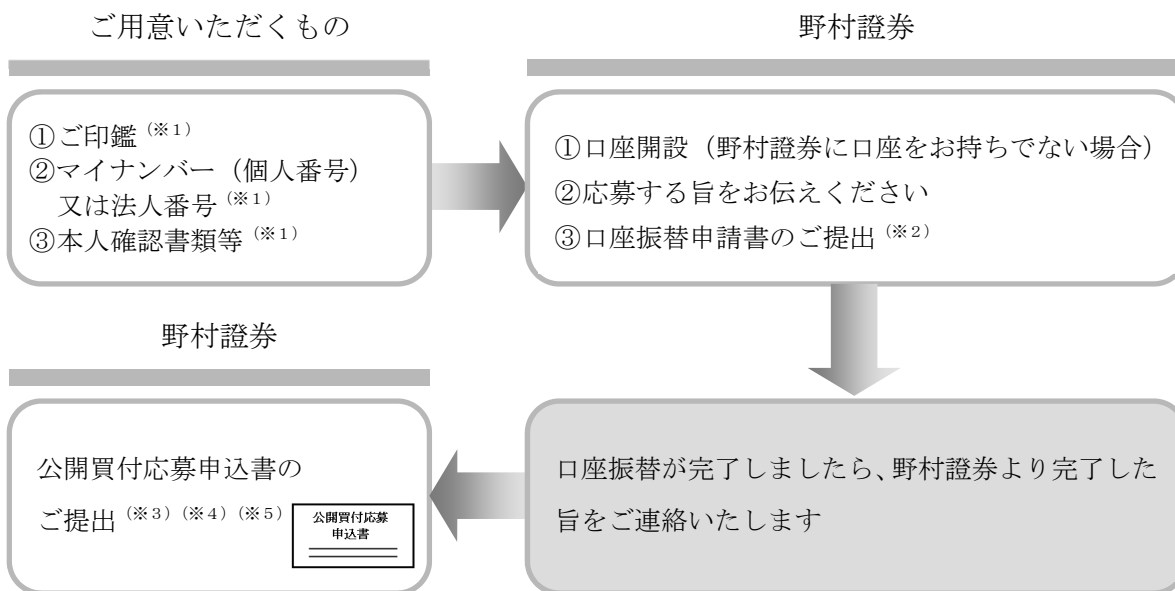 ご用意いただくもの
①ご印鑑（※1）
②マイナンバー（個人番号）
又は法人番号（※1）
③本人確認書類等（※1）
野村證券
①口座開設（野村證券に口座をお持ちでない場合）
②応募する旨をお伝えください
③口座振替申請書のご提出（※2）
口座振替が完了しましたら、野村證券より完了した
旨をご連絡いたします
野村證券
公開買付応募申込書の
ご提出（※3）（※4）（※5）
公開買付応募
申込書